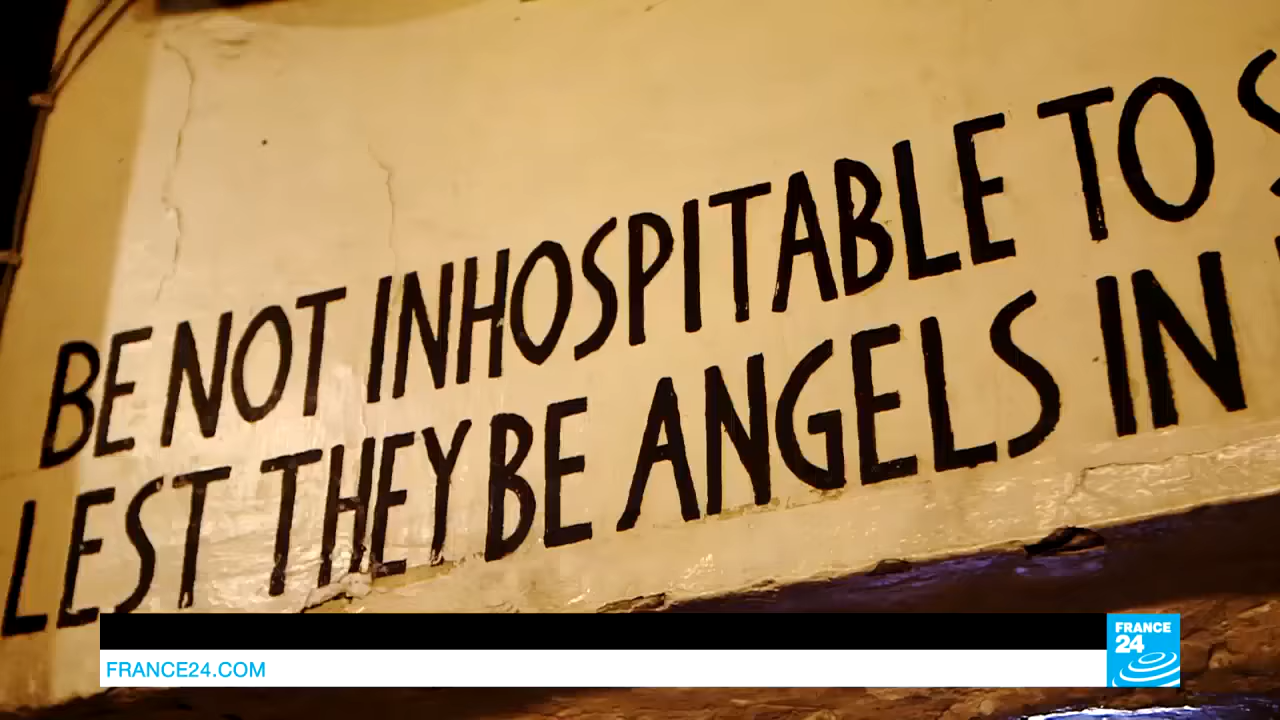 BE NOT INHOSPITABLE TO
LEST THEY BE ANGELS IN
FRANCE
24
FRANCE24.COM